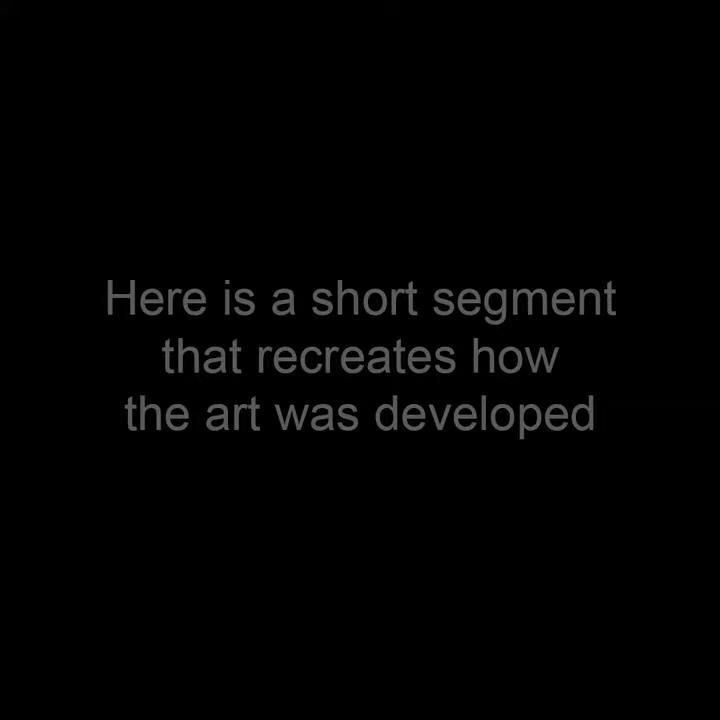 Here is a short segment
that recreates how
the art was developed